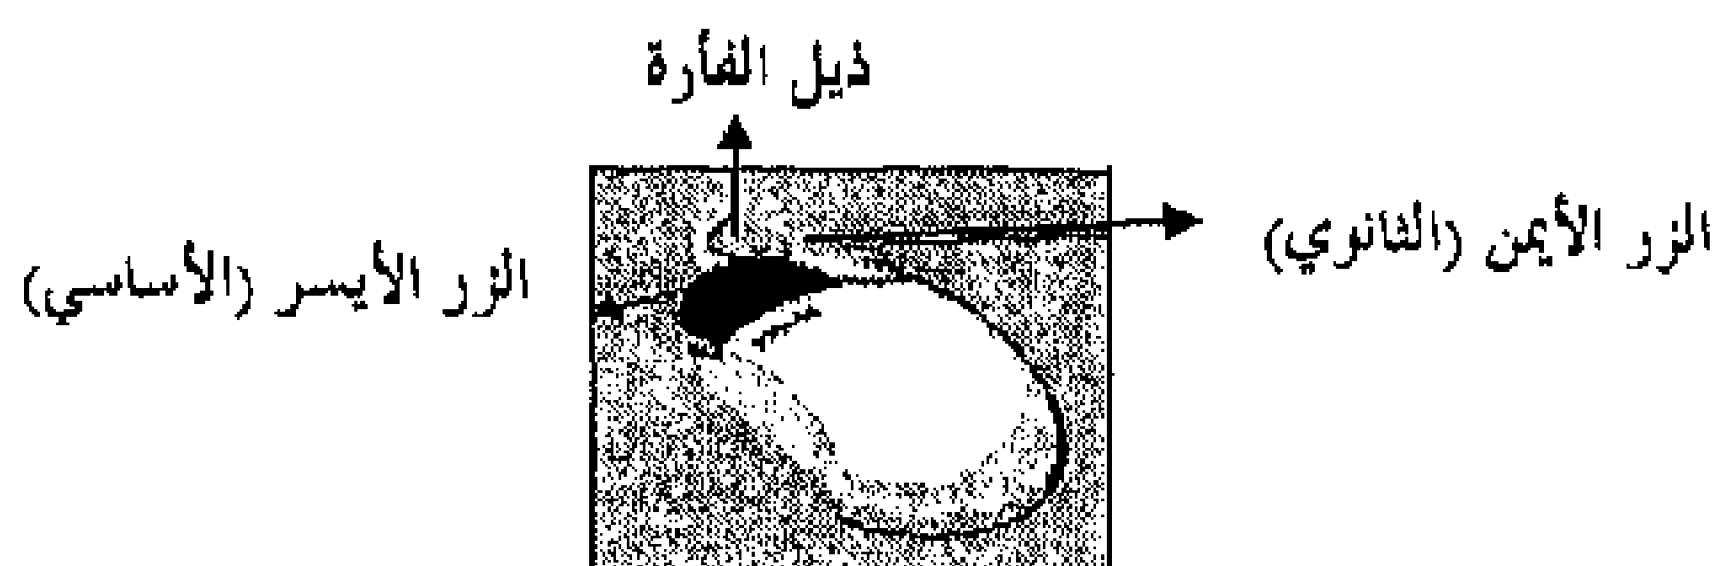 ذيل الفأرة
الزر الأيمن (الثانوي)
الزر الأيسر (الأساسي)